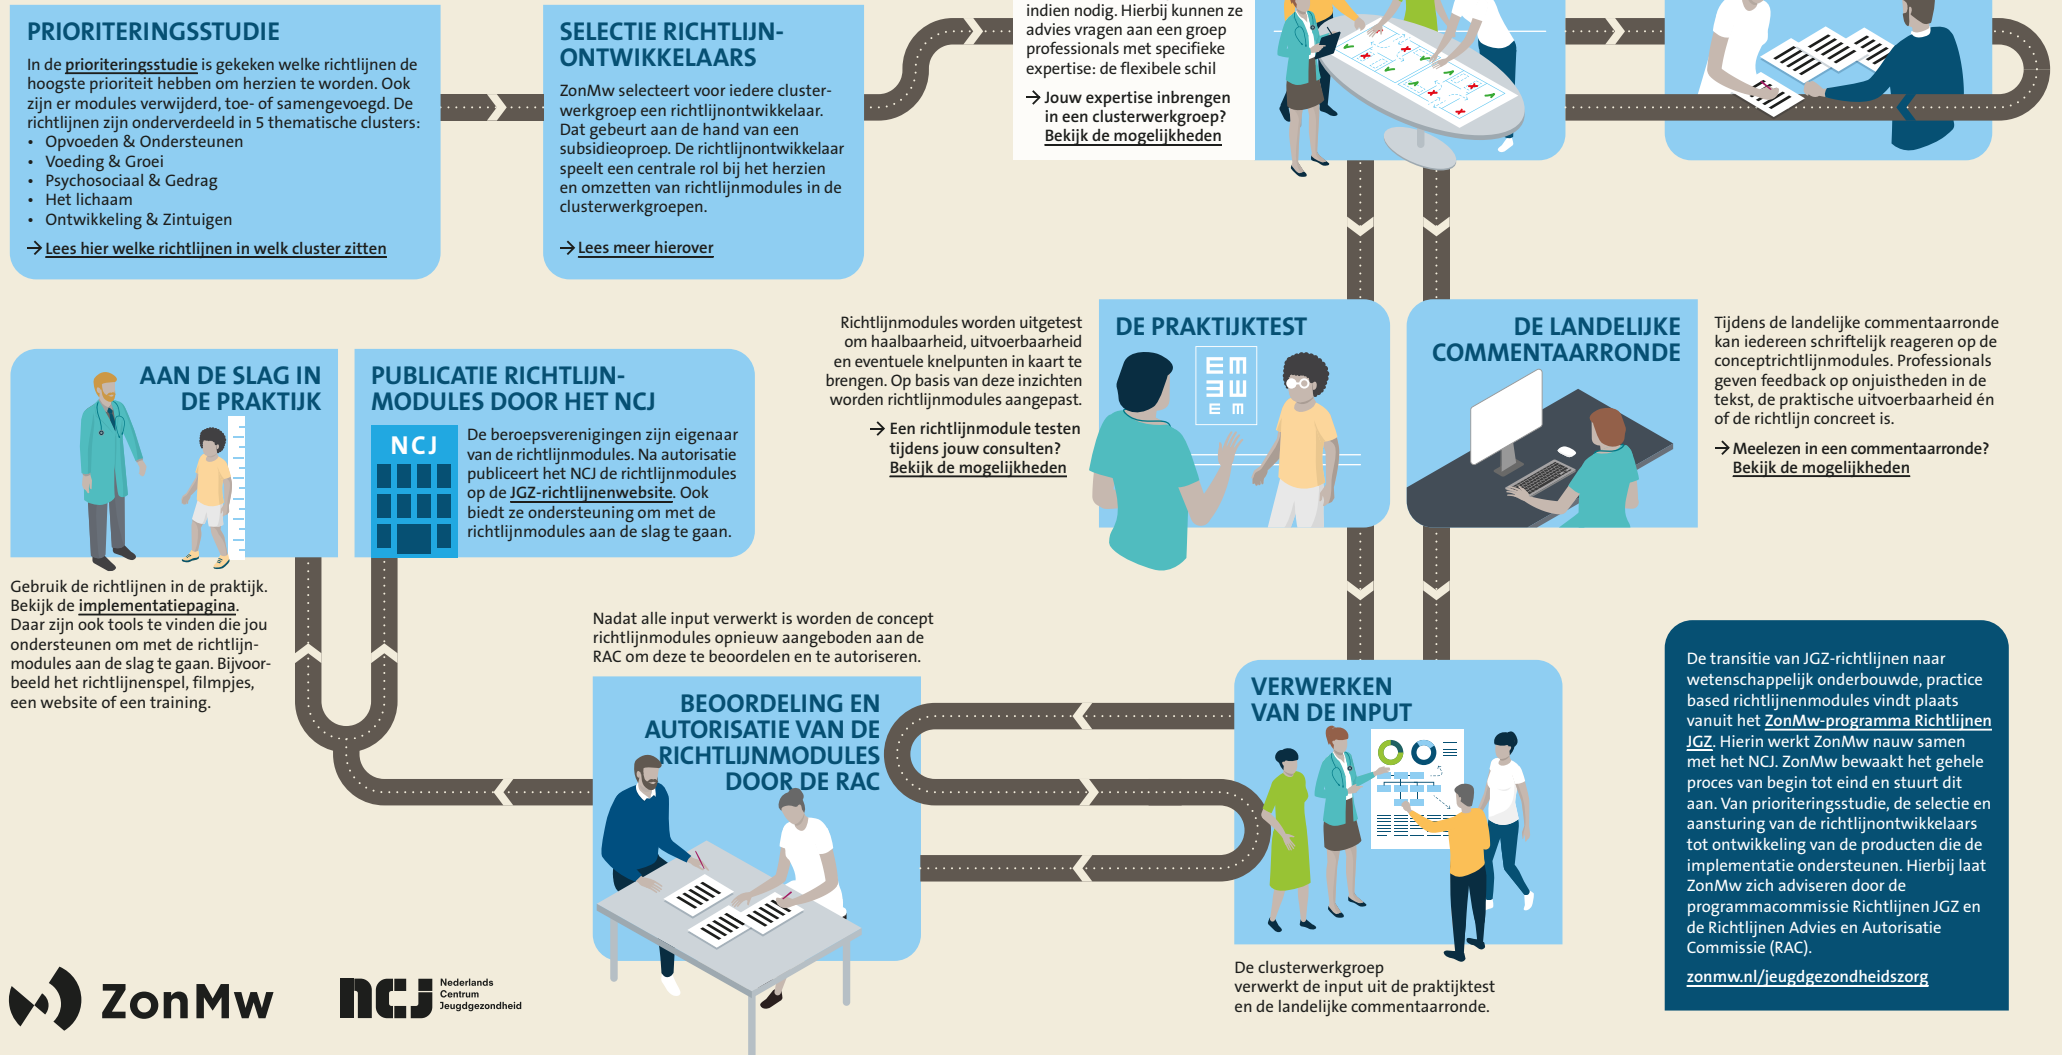 PRIORITERINGSSTUDIE
In de prioriteringsstudie is gekeken welke richtlijnen de
hoogste prioriteit hebben om herzien te worden. Ook
zijn er modules verwijderd, toe- of samengevoegd. De
richtlijnen zijn onderverdeeld in 5 thematische clusters:
• Opvoeden & Ondersteunen
• Voeding & Groei
• Psychosociaal & Gedrag
• Het lichaam
• Ontwikkeling & Zintuigen
→ Lees hier welke richtlijnen in welk cluster zitten
SELECTIE RICHTLIJN-
ONTWIKKELAARS
ZonMw selecteert voor iedere cluster-
werkgroep een richtlijnontwikkelaar.
Dat gebeurt aan de hand van een
subsidieoproep. De richtlijnontwikkelaar
speelt een centrale rol bij het herzien
en omzetten van richtlijnmodules in de
clusterwerkgroepen.
→ Lees meer hierover
indien nodig. Hierbij kunnen ze
advies vragen aan een groep
professionals met specifieke
expertise: de flexibele schil
→ Jouw expertise inbrengen
in een clusterwerkgroep?
Bekijk de mogelijkheden
Richtlijnmodules worden uitgetest
om haalbaarheid, uitvoerbaarheid
en eventuele knelpunten in kaart te
brengen. Op basis van deze inzichten
worden richtlijnmodules aangepast.
→ Een richtlijnmodule testen
tijdens jouw consulten?
Bekijk de mogelijkheden
DE PRAKTIJKTEST
DE LANDELIJKE
COMMENTAARRONDE
Tijdens de landelijke commentaarronde
kan iedereen schriftelijk reageren op de
conceptrichtlijnmodules. Professionals
geven feedback op onjuistheden in de
tekst, de praktische uitvoerbaarheid én
of de richtlijn concreet is.
→ Meelezen in een commentaarronde?
Bekijk de mogelijkheden
AAN DE SLAG IN
DE PRAKTIJK
Gebruik de richtlijnen in de praktijk.
Bekijk de implementatiepagina.
Daar zijn ook tools te vinden die jou
ondersteunen om met de richtlijn-
modules aan de slag te gaan. Bijvoor-
beeld het richtlijnenspel, filmpjes,
een website of een training.
PUBLICATIE RICHTLIJN-
MODULES DOOR HET NCJ
NCJ
De beroepsverenigingen zijn eigenaar
van de richtlijnmodules. Na autorisatie
publiceert het NCJ de richtlijnmodules
op de JGZ-richtlijnenwebsite. Ook
biedt ze ondersteuning om met de
richtlijnmodules aan de slag te gaan.
Nadat alle input verwerkt is worden de concept
richtlijnmodules opnieuw aangeboden aan de
RAC om deze te beoordelen en te autoriseren.
BEOORDELING EN
AUTORISATIE VAN DE
RICHTLIJNMODULES
DOOR DE RAC
VERWERKEN
VAN DE INPUT
De clusterwerkgroep
verwerkt de input uit de praktijktest
en de landelijke commentaarronde.
De transitie van JGZ-richtlijnen naar
wetenschappelijk onderbouwde, practice
based richtlijnenmodules vindt plaats
vanuit het ZonMw-programma Richtlijnen
JGZ. Hierin werkt ZonMw nauw samen
met het NCJ. ZonMw bewaakt het gehele
proces van begin tot eind en stuurt dit
aan. Van prioriteringsstudie, de selectie en
aansturing van de richtlijnontwikkelaars
tot ontwikkeling van de producten die de
implementatie ondersteunen. Hierbij laat
ZonMw zich adviseren door de
programmacommissie Richtlijnen JGZ en
de Richtlijnen Advies en Autorisatie
Commissie (RAC).
zonmw.nl/jeugdgezondheidszorg
ZonMw
ncj
Nederlands
Centrum
Jeugdgezondheid